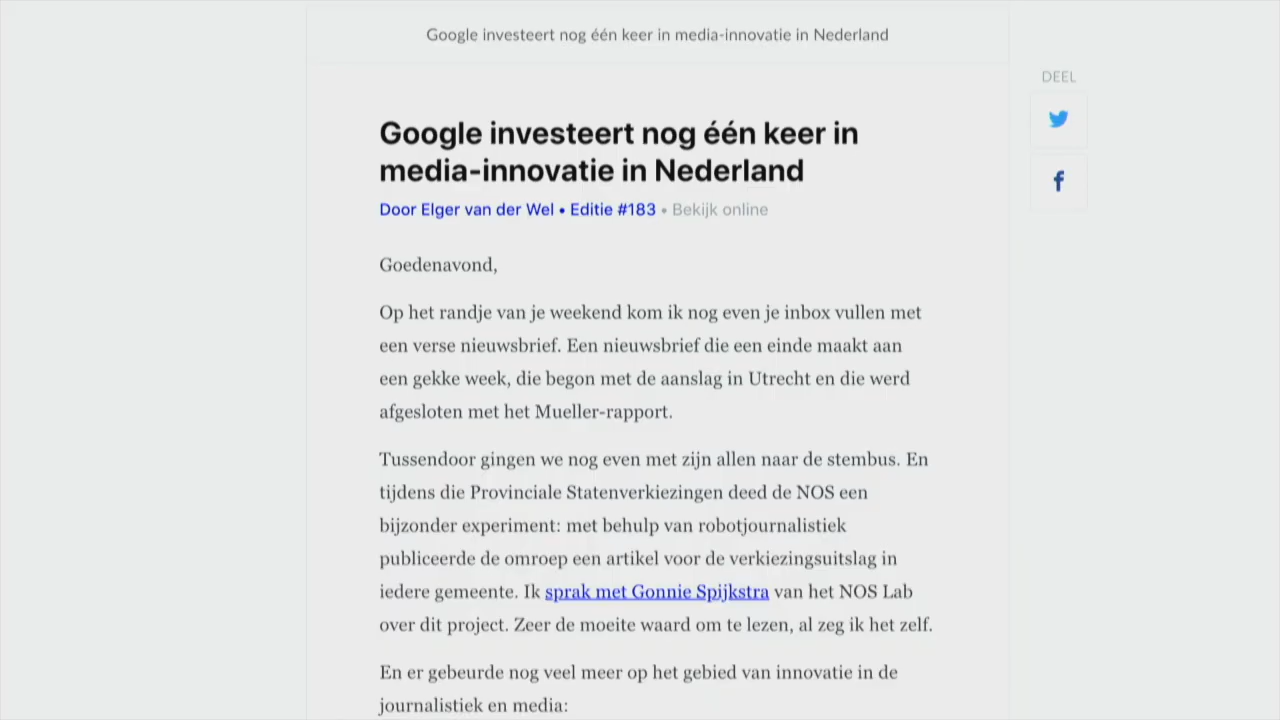 Google investeert nog één keer in media-innovatie in Nederland
DEEL
Google investeert nog één keer in
media-innovatie in Nederland
Door Elger van der Wel • Editie #183 • Bekijk online
Goedenavond,
Op het randje van je weekend kom ik nog even je inbox vullen met
een verse nieuwsbrief. Een nieuwsbrief die een einde maakt aan
een gekke week, die begon met de aanslag in Utrecht en die werd
afgesloten met het Mueller-rapport.
Tussendoor gingen we nog even met zijn allen naar de stembus. En
tijdens die Provinciale Statenverkiezingen deed de NOS een
bijzonder experiment: met behulp van robotjournalistiek
publiceerde de omroep een artikel voor de verkiezingsuitslag in
iedere gemeente. Ik sprak met Gonnie Spijkstra van het NOS Lab
over dit project. Zeer de moeite waard om te lezen, al zeg ik het zelf.
En er gebeurde nog veel meer op het gebied van innovatie in de
journalistiek en media: